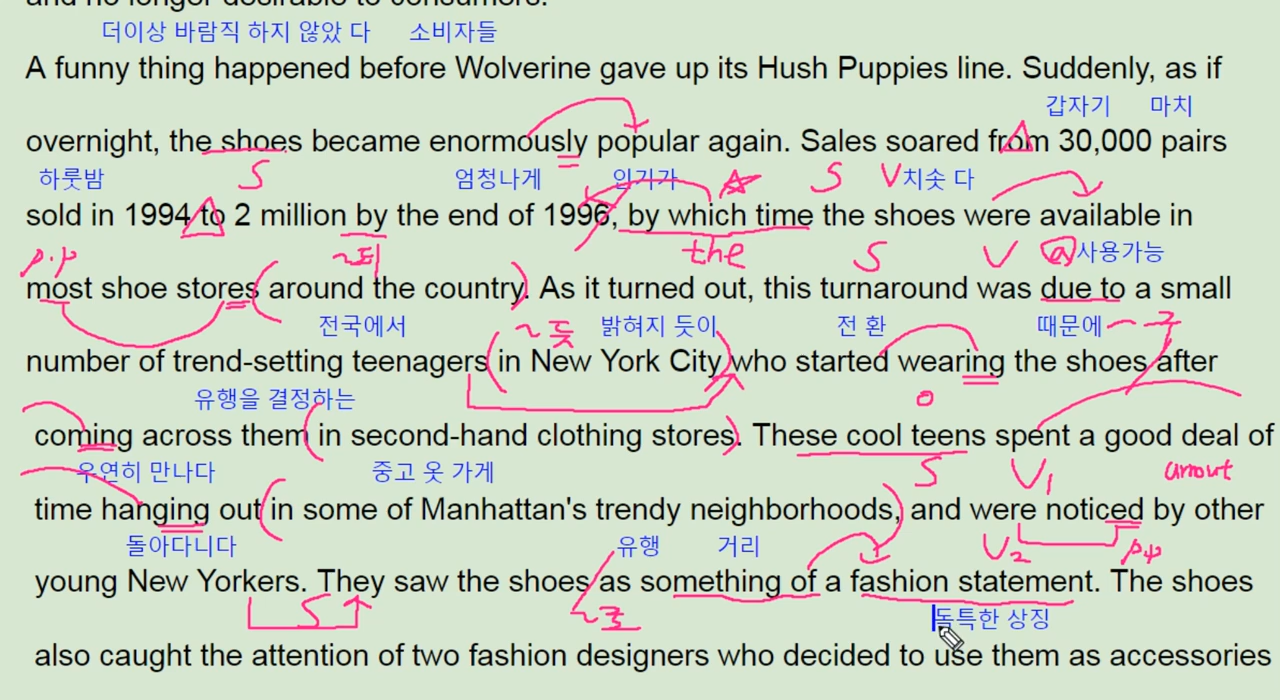 and no longer desirable to consumers.
더이상 바람직 하지 않았 다 소비자들
A funny thing happened before Wolverine gave up its Hush Puppies line. Suddenly, as if
갑자기 마치
overnight, the shoes became enormously popular again. Sales soared from 30,000 pairs
하룻밤 S 엄청나게 인기가 S V 치솟 다
sold in 1994 to 2 million by the end of 1996, by which time the shoes were available in
p.p the S V ⓐ 사용가능
most shoe stores (around the country). As it turned out, this turnaround was due to a small
전국에서 ~듯 밝혀지 듯이 전 환 때문에
number of trend-setting teenagers (in New York City) who started wearing the shoes after
유행을 결정하는 o
coming across them (in second-hand clothing stores). These cool teens spent a good deal of
우연히 만나다 중고 옷 가게 S V₁
time hanging out (in some of Manhattan's trendy neighborhoods,) and were noticed by other
돌아다니다 유행 거리 V₂ pp
young New Yorkers. They saw the shoes as something of a fashion statement. The shoes
S ~로 독특한 상징
also caught the attention of two fashion designers who decided to use them as accessories